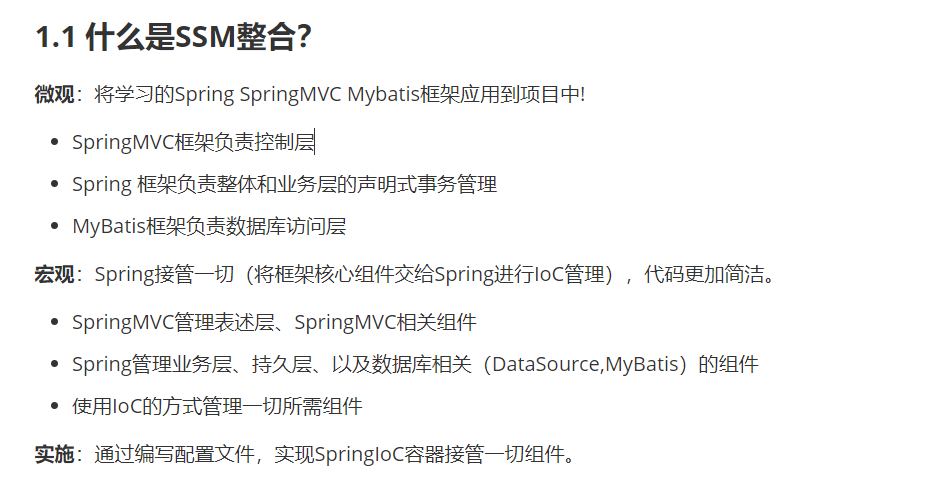 1.1 什么是SSM整合?
微观：将学习的Spring SpringMVC Mybatis框架应用到项目中!
SpringMVC框架负责控制层
Spring 框架负责整体和业务层的声明式事务管理
MyBatis框架负责数据库访问层
宏观：Spring接管一切（将框架核心组件交给Spring进行IoC管理），代码更加简洁。
SpringMVC管理表述层、SpringMVC相关组件
Spring管理业务层、持久层、以及数据库相关（DataSource,MyBatis）的组件
使用IoC的方式管理一切所需组件
实施：通过编写配置文件，实现SpringIoC容器接管一切组件。